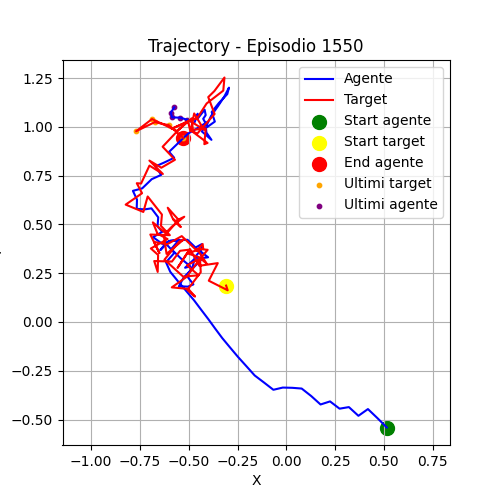 Trajectory - Episodio 1550
Agente
Target
Start agente
Start target
End agente
Ultimi target
Ultimi agente
1.25
1.00
0.75
0.50
0.25
0.00
−0.25
−0.50
−1.00 −0.75 −0.50 −0.25 0.00 0.25 0.50 0.75
X